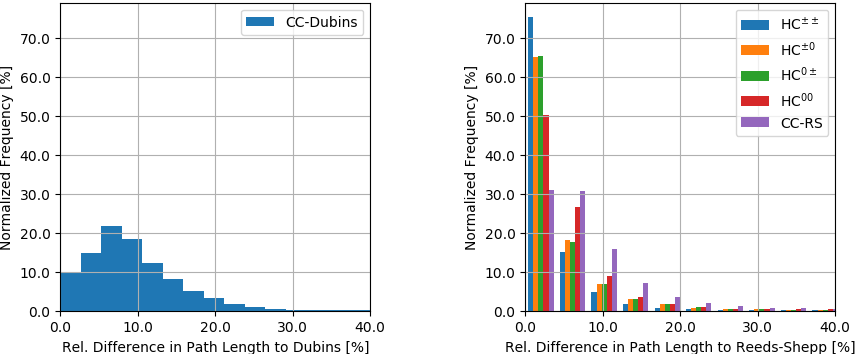 CC-Dubins
Normalized Frequency [%]
70.0
60.0
50.0
40.0
30.0
20.0
10.0
0.0
0.0 10.0 20.0 30.0 40.0
Rel. Difference in Path Length to Dubins [%]
HC±±
HC±0
HC0±
HC00
CC-RS
Normalized Frequency [%]
70.0
60.0
50.0
40.0
30.0
20.0
10.0
0.0
0.0 10.0 20.0 30.0 40.0
Rel. Difference in Path Length to Reeds-Shepp [%]